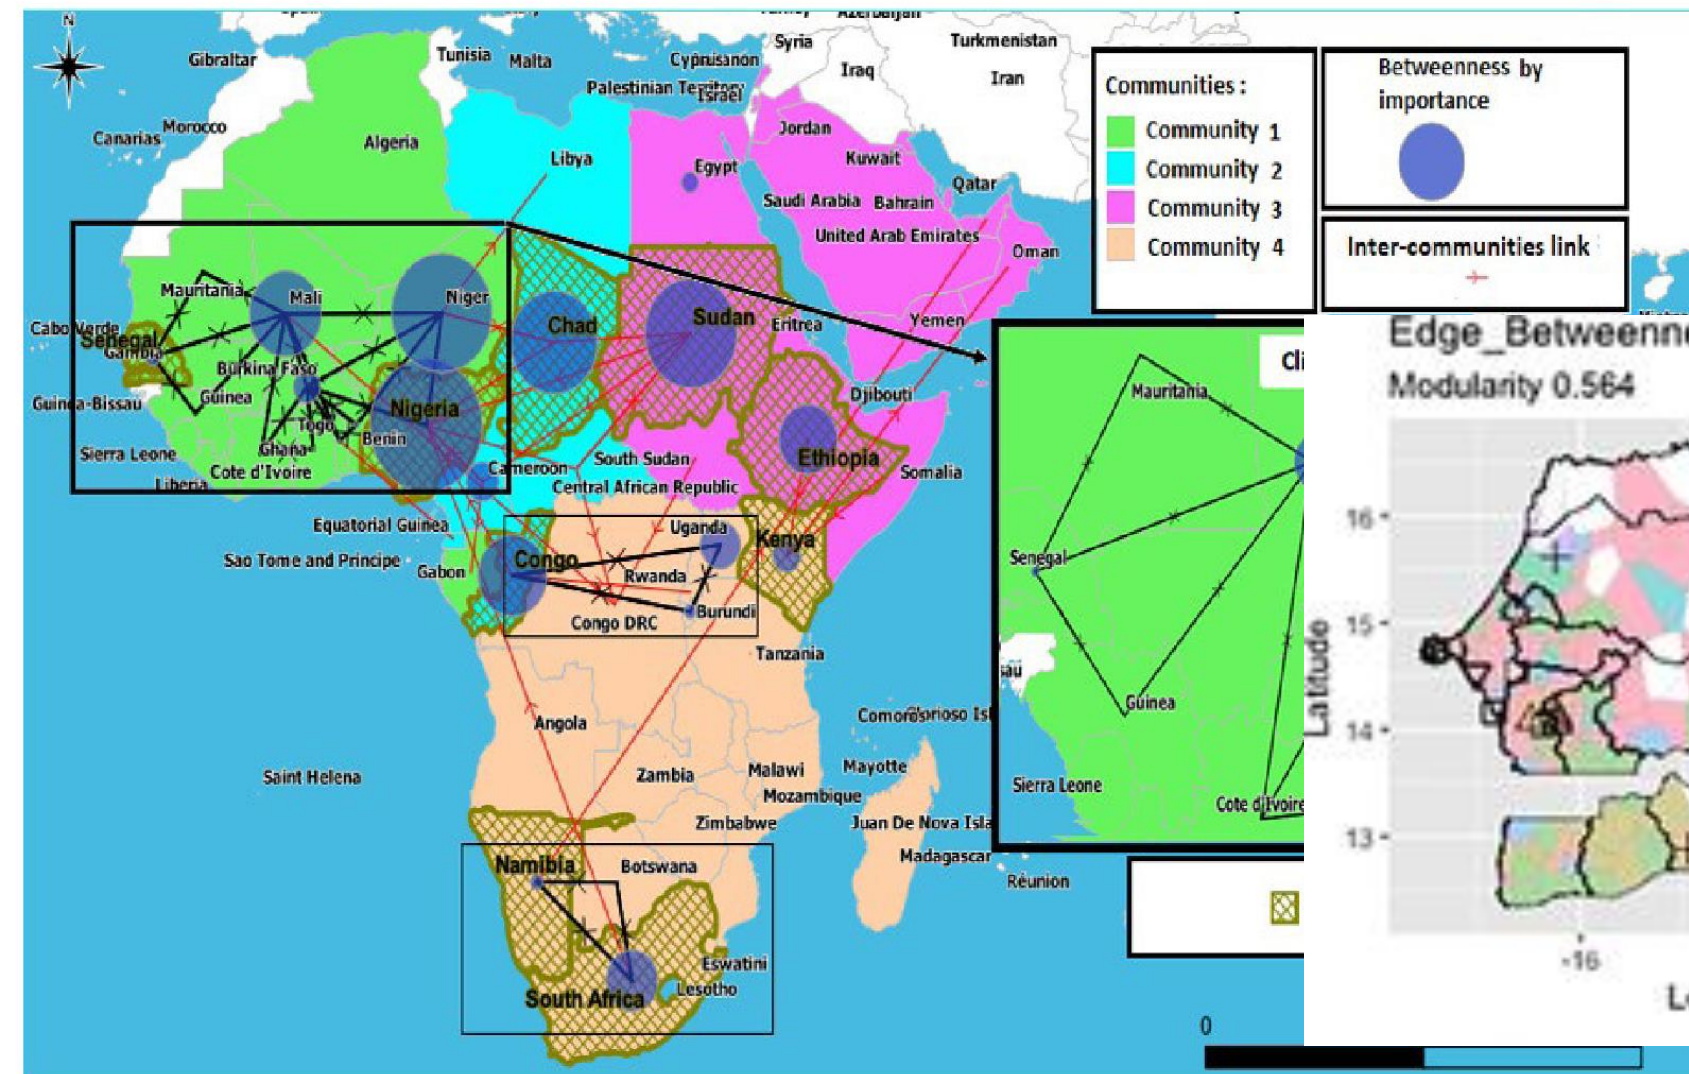 N
Gibraltar
Tunisia
Malta
Syria
Turkmenistan
Iraq
Iran
Palestinian Territory
Israel
Canarias
Morocco
Algeria
Libya
Egypt
Jordan
Kuwait
Qatar
Saudi Arabia
Bahrain
United Arab Emirates
Oman
Yemen
Communities :
Community 1
Community 2
Community 3
Community 4
Betweenness by
importance
Inter-communities link
Mauritania
Mali
Niger
Chad
Sudan
Eritrea
Cabo Verde
Senegal
Gambia
Burkina Faso
Guinea
Guinea-Bissau
Nigeria
Djibouti
Togo
Benin
Ghana
Sierra Leone
Cote d'Ivoire
Liberia
Cameroon
South Sudan
Ethiopia
Somalia
Central African Republic
Equatorial Guinea
Uganda
Kenya
Sao Tome and Principe
Gabon
Congo
Rwanda
Burundi
Congo DRC
Tanzania
Angola
Saint Helena
Zambia
Malawi
Mayotte
Mozambique
Zimbabwe
Juan De Nova Isla
Madagascar
Réunion
Namibia
Botswana
Eswatini
Lesotho
South Africa
Cli
Mauritania
Senegal
sau
Guinea
Sierra Leone
Cote d'Ivoire
0
Edge_Betweenne
Modularity 0.564
16
15
14
13
Latitude
-16